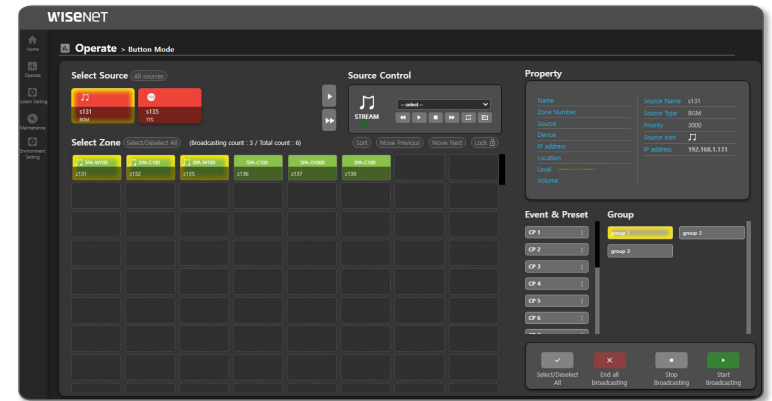 WISENET
Home
Operate
System Setting
Maintenance
Environment
Setting
Operate > Button Mode
Select Source
All sources
s131
BGM
s135
TTS
Source Control
STREAM
-- select --
Select Zone
Select/Deselect All
(Broadcasting count : 3 / Total count : 6)
Sort
Move Previous
Move Next
Lock
SPA-W100
z131
SPA-C100
z132
SPA-W100
z135
SPA-C100
z136
SPA-D1000
z137
SPA-C100
z138
Property
Name
Zone Number
Source
Device
IP address
Location
Level
Volume
Source Name s131
Source Type BGM
Priority 3000
Source Icon
IP address 192.168.1.131
Event & Preset
CP 1
CP 2
CP 3
CP 4
CP 5
CP 6
Group
group 1
group 2
group 3
Select/Deselect
All
End all
broadcasting
Stop
Broadcasting
Start
Broadcasting